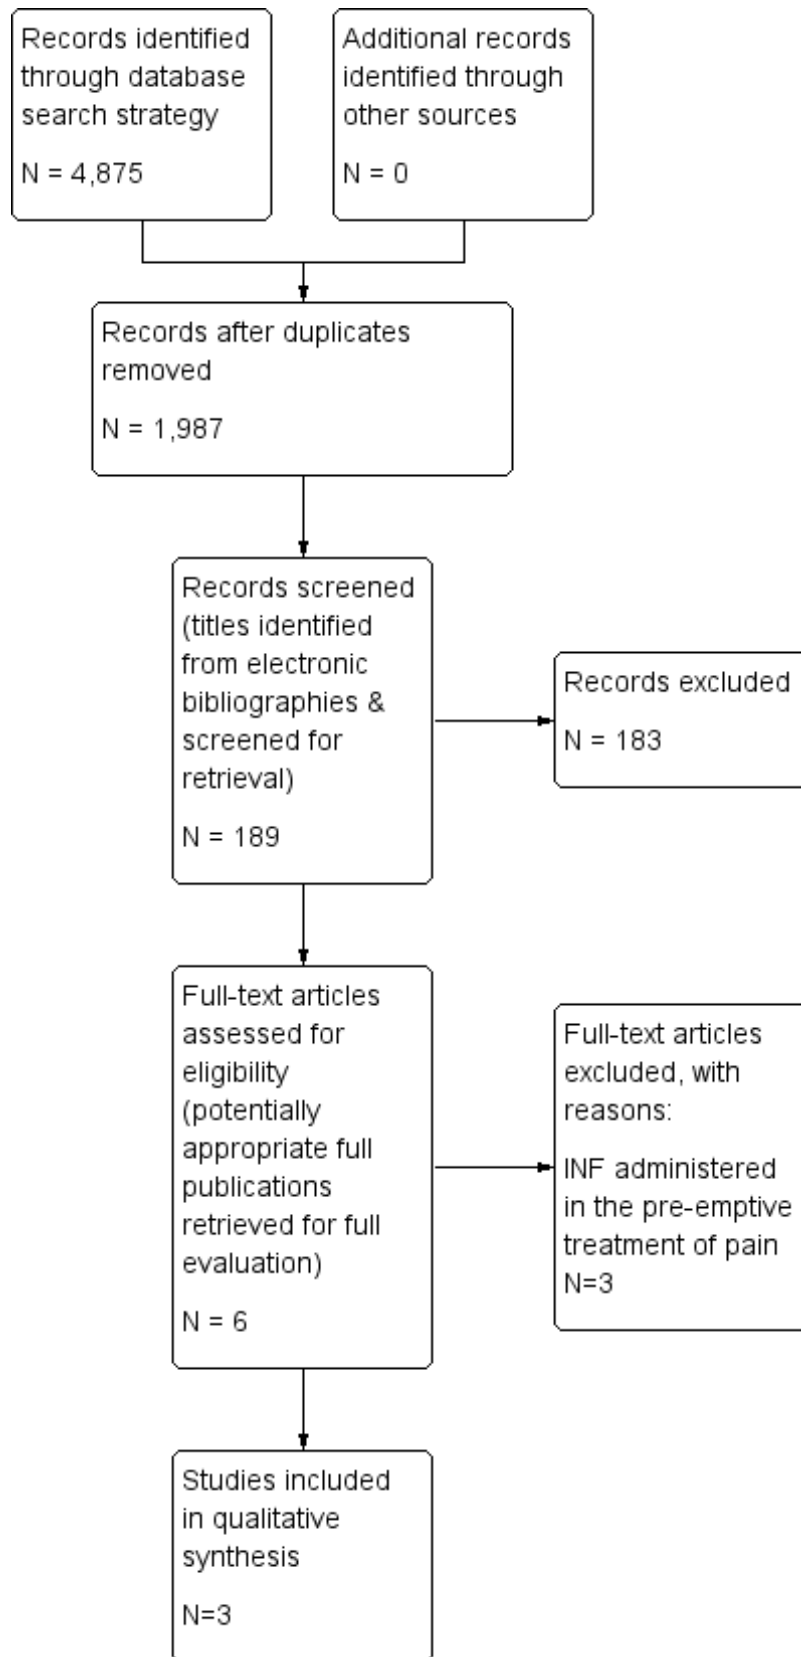 Records identified
through database
search strategy
N = 4,875
Additional records
identified through
other sources
N = 0
Records after duplicates
removed
N = 1,987
Records screened
(titles identified
from electronic
bibliographies &
screened for
retrieval)
N = 189
Records excluded
N = 183
Full-text articles
assessed for
eligibility
(potentially
appropriate full
publications
retrieved for full
evaluation)
N = 6
Full-text articles
excluded, with
reasons:
INF administered
in the pre-emptive
treatment of pain
N=3
Studies included
in qualitative
synthesis
N=3